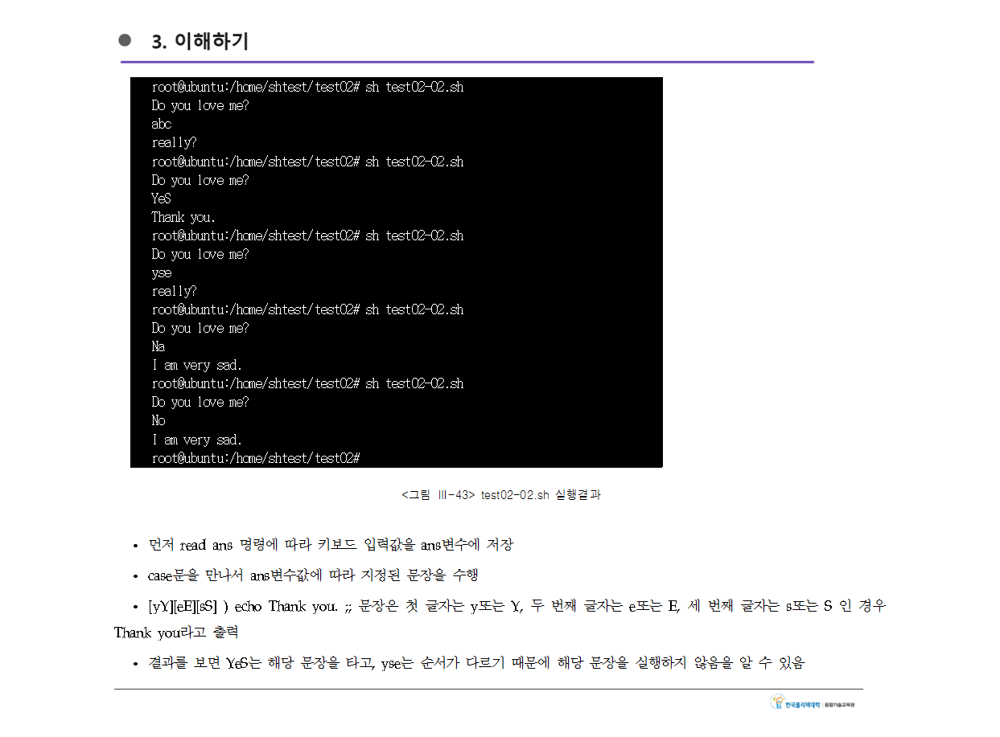 ● 3. 이해하기
root@ubuntu:/home/shtest/test02# sh test02-02.sh
Do you love me?
abc
really?
root@ubuntu:/home/shtest/test02# sh test02-02.sh
Do you love me?
YeS
Thank you.
root@ubuntu:/home/shtest/test02# sh test02-02.sh
Do you love me?
yse
really?
root@ubuntu:/home/shtest/test02# sh test02-02.sh
Do you love me?
Na
I am very sad.
root@ubuntu:/home/shtest/test02# sh test02-02.sh
Do you love me?
No
I am very sad.
root@ubuntu:/home/shtest/test02#
<그림 III-43> test02-02.sh 실행결과
• 먼저 read ans 명령에 따라 키보드 입력값을 ans변수에 저장
• case문을 만나서 ans변수값에 따라 지정된 문장을 수행
• [yY][eE][sS] ) echo Thank you. ;; 문장은 첫 글자는 y또는 Y, 두 번째 글자는 e또는 E, 세 번째 글자는 s또는 S 인 경우
Thank you라고 출력
• 결과를 보면 YeS는 해당 문장을 타고, yse는 순서가 다르기 때문에 해당 문장을 실행하지 않음을 알 수 있음
한국폴리텍대학 | 융합기술교육원